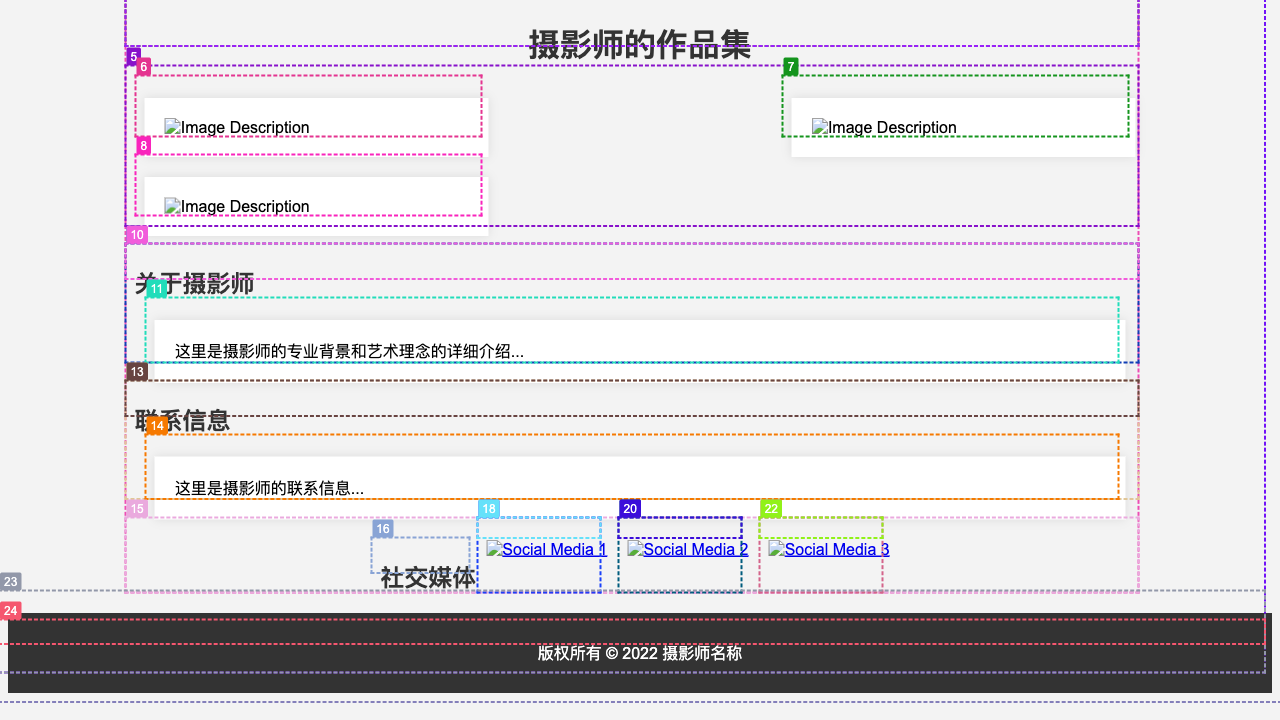 摄影师的作品集
5
6
7
Image Description
Image Description
8
Image Description
10
关于摄影师
11
这里是摄影师的专业背景和艺术理念的详细介绍...
13
联系信息
14
这里是摄影师的联系信息...
15
18
20
22
16
Social Media 1
Social Media 2
Social Media 3
社交媒体
23
24
版权所有 © 2022 摄影师名称